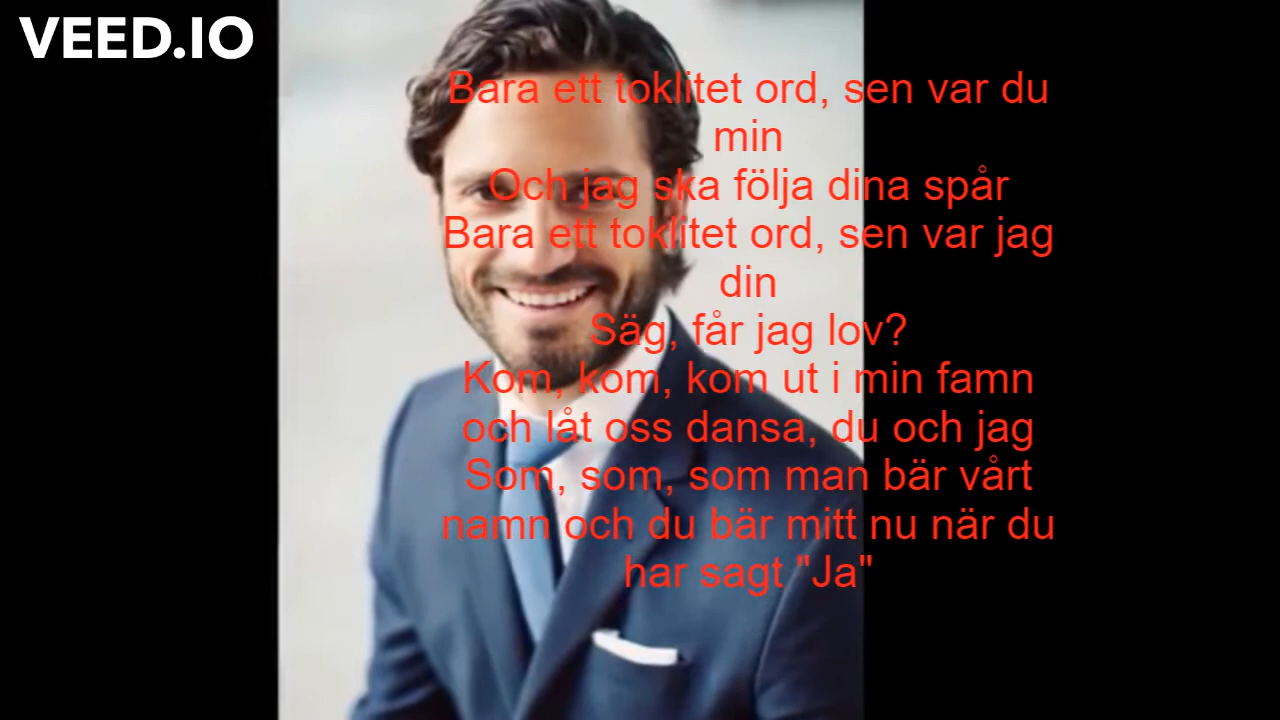 VEED.IO
Bara ett toklitet ord, sen var du
min
Och jag ska följa dina spår
Bara ett toklitet ord, sen var jag
din
Säg, får jag lov?
Kom, kom, kom ut i min famn
och låt oss dansa, du och jag
Som, som, som man bär vårt
namn och du bär mitt nu när du
har sagt "Ja"